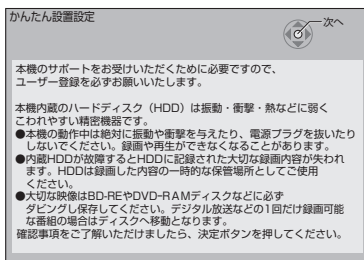 かんたん設置設定
次へ
本機のサポートをお受けいただくために必要ですので、
ユーザー登録を必ずお願いいたします。
本機内蔵のハードディスク（HDD）は振動・衝撃・熱などに弱く
こわれやすい精密機器です。
●本機の動作中は絶対に振動や衝撃を与えたり、電源プラグを抜いたり
しないでください。録画や再生ができなくなることがあります。
●内蔵HDDが故障するとHDDに記録された大切な録画内容が失われ
ます。HDDは録画した内容の一時的な保管場所としてご使用
ください。
●大切な映像はBD-REやDVD-RAMディスクなどに必ず
ダビングし保存してください。デジタル放送などの1回だけ録画可能
な番組の場合はディスクへ移動となります。
確認事項をご了解いただけましたら、決定ボタンを押してください。